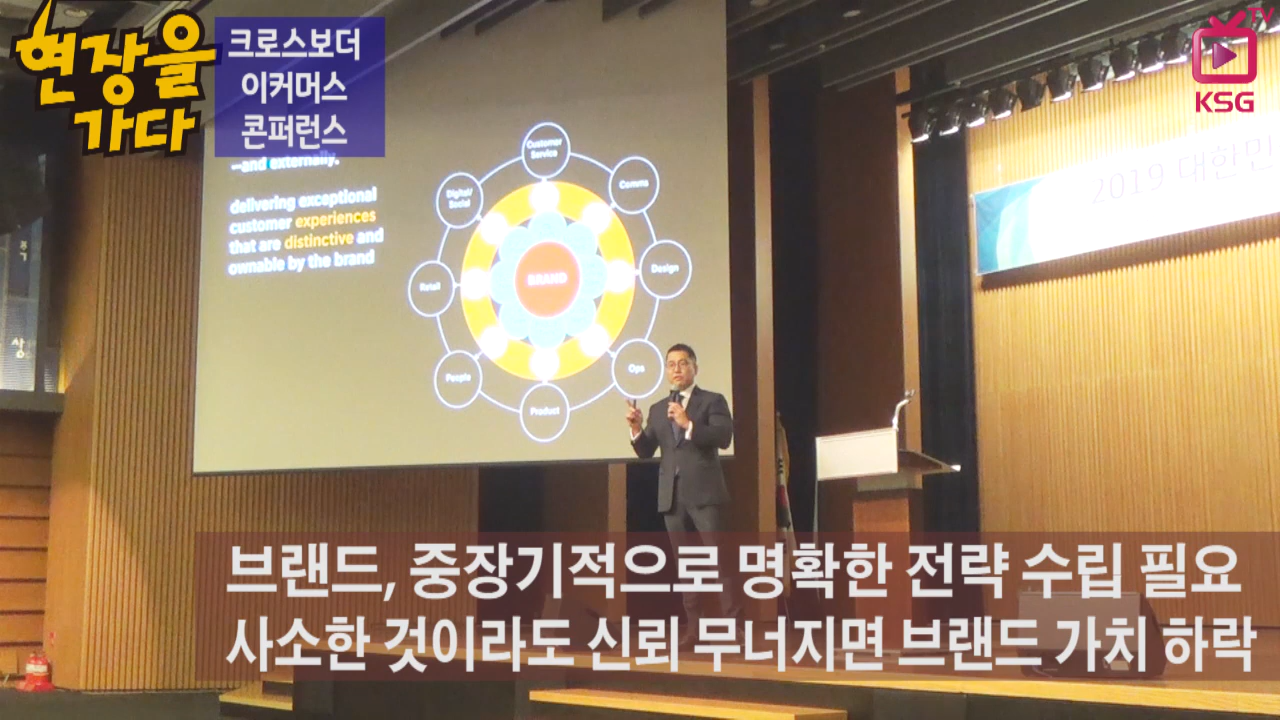 현장을
가다
크로스보더
이커머스
콘퍼런스
TV
KSG
—and externally.
delivering exceptional
customer experiences
that are distinctive and
ownable by the brand
Customer
Service
Comms
Design
Ops
Product
People
Retail
Digital/
Social
BRAND
2019 대한민
상
브랜드, 중장기적으로 명확한 전략 수립 필요
사소한 것이라도 신뢰 무너지면 브랜드 가치 하락